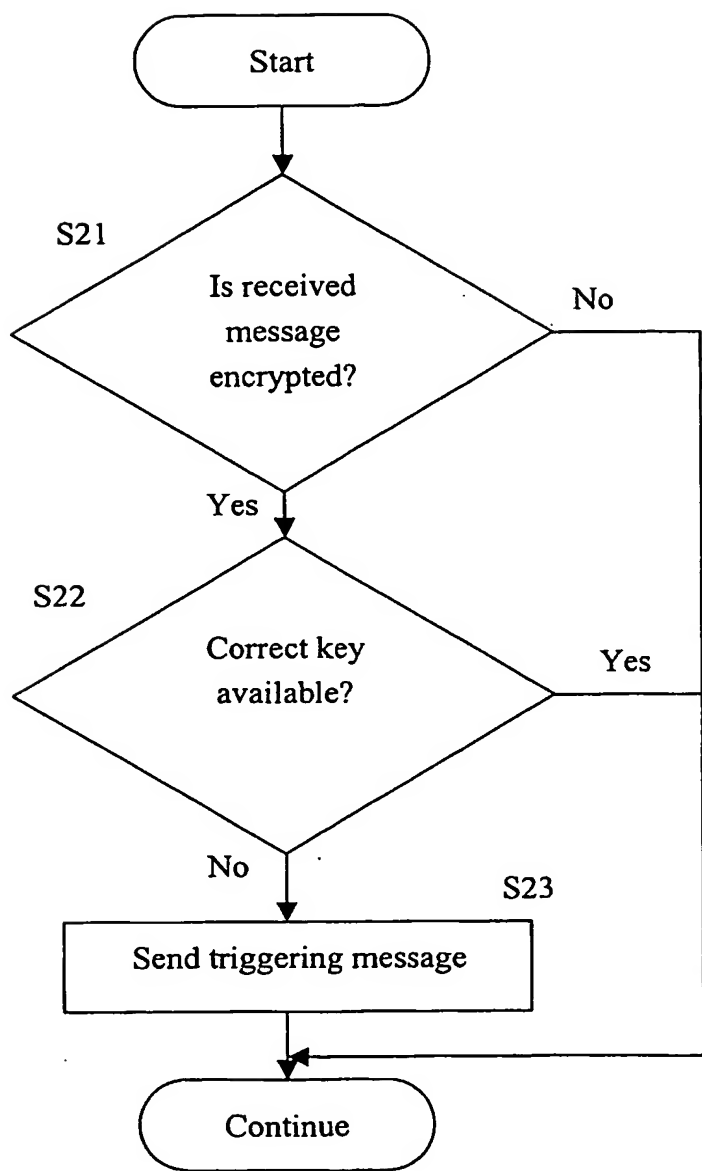 Start
S21
Is received
message
encrypted?
No
Yes
S22
Correct key
available?
Yes
No
S23
Send triggering message
Continue